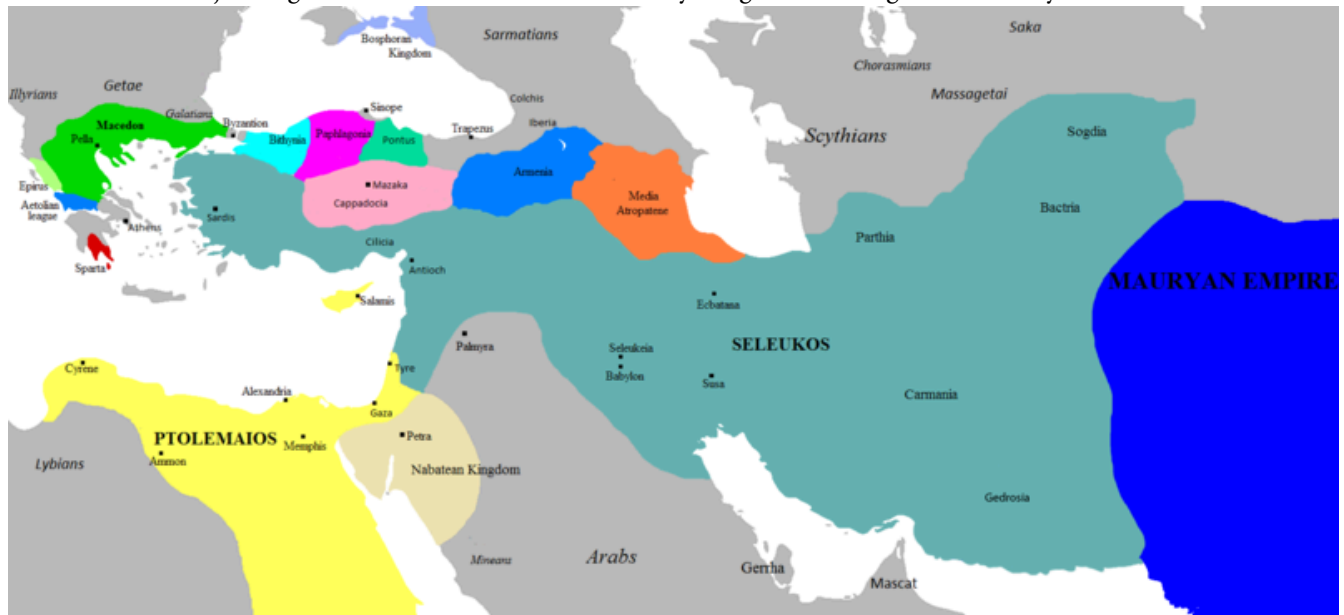 Bosphoran
Kingdom
Sarmatians
Saka
Chorasmians
Massagetai
Illyrians
Getae
Galatians
Byzantion
Sinope
Colchis
Iberia
Trapezus
Scythians
Sogdia
Macedon
Pella
Bithynia
Paphlagonia
Pontus
Armenia
Media
Atropatene
Epirus
Aetolian
league
Mazaka
Cappadocia
Sardis
Athens
Sparta
Cilicia
Antioch
Bactria
Parthia
MAURYAN EMPIRE
Salamis
Ecbatana
Palmyra
Seleukeia
Babylon
SELEUKOS
Susa
Carmania
Cyrene
Tyre
Alexandria
Gaza
PTOLEMAIOS
Memphis
Petra
Ammon
Lybians
Nabatean Kingdom
Gedrosia
Mineans
Arabs
Gerrha
Mascat